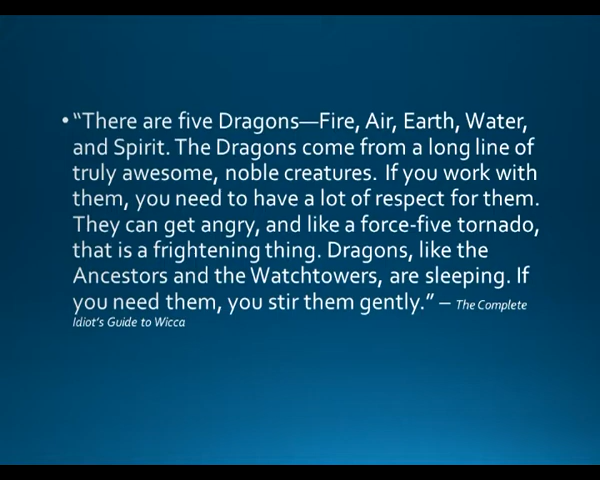 • “There are five Dragons—Fire, Air, Earth, Water,
and Spirit. The Dragons come from a long line of
truly awesome, noble creatures. If you work with
them, you need to have a lot of respect for them.
They can get angry, and like a force-five tornado,
that is a frightening thing. Dragons, like the
Ancestors and the Watchtowers, are sleeping. If
you need them, you stir them gently.” – The Complete
Idiot’s Guide to Wicca